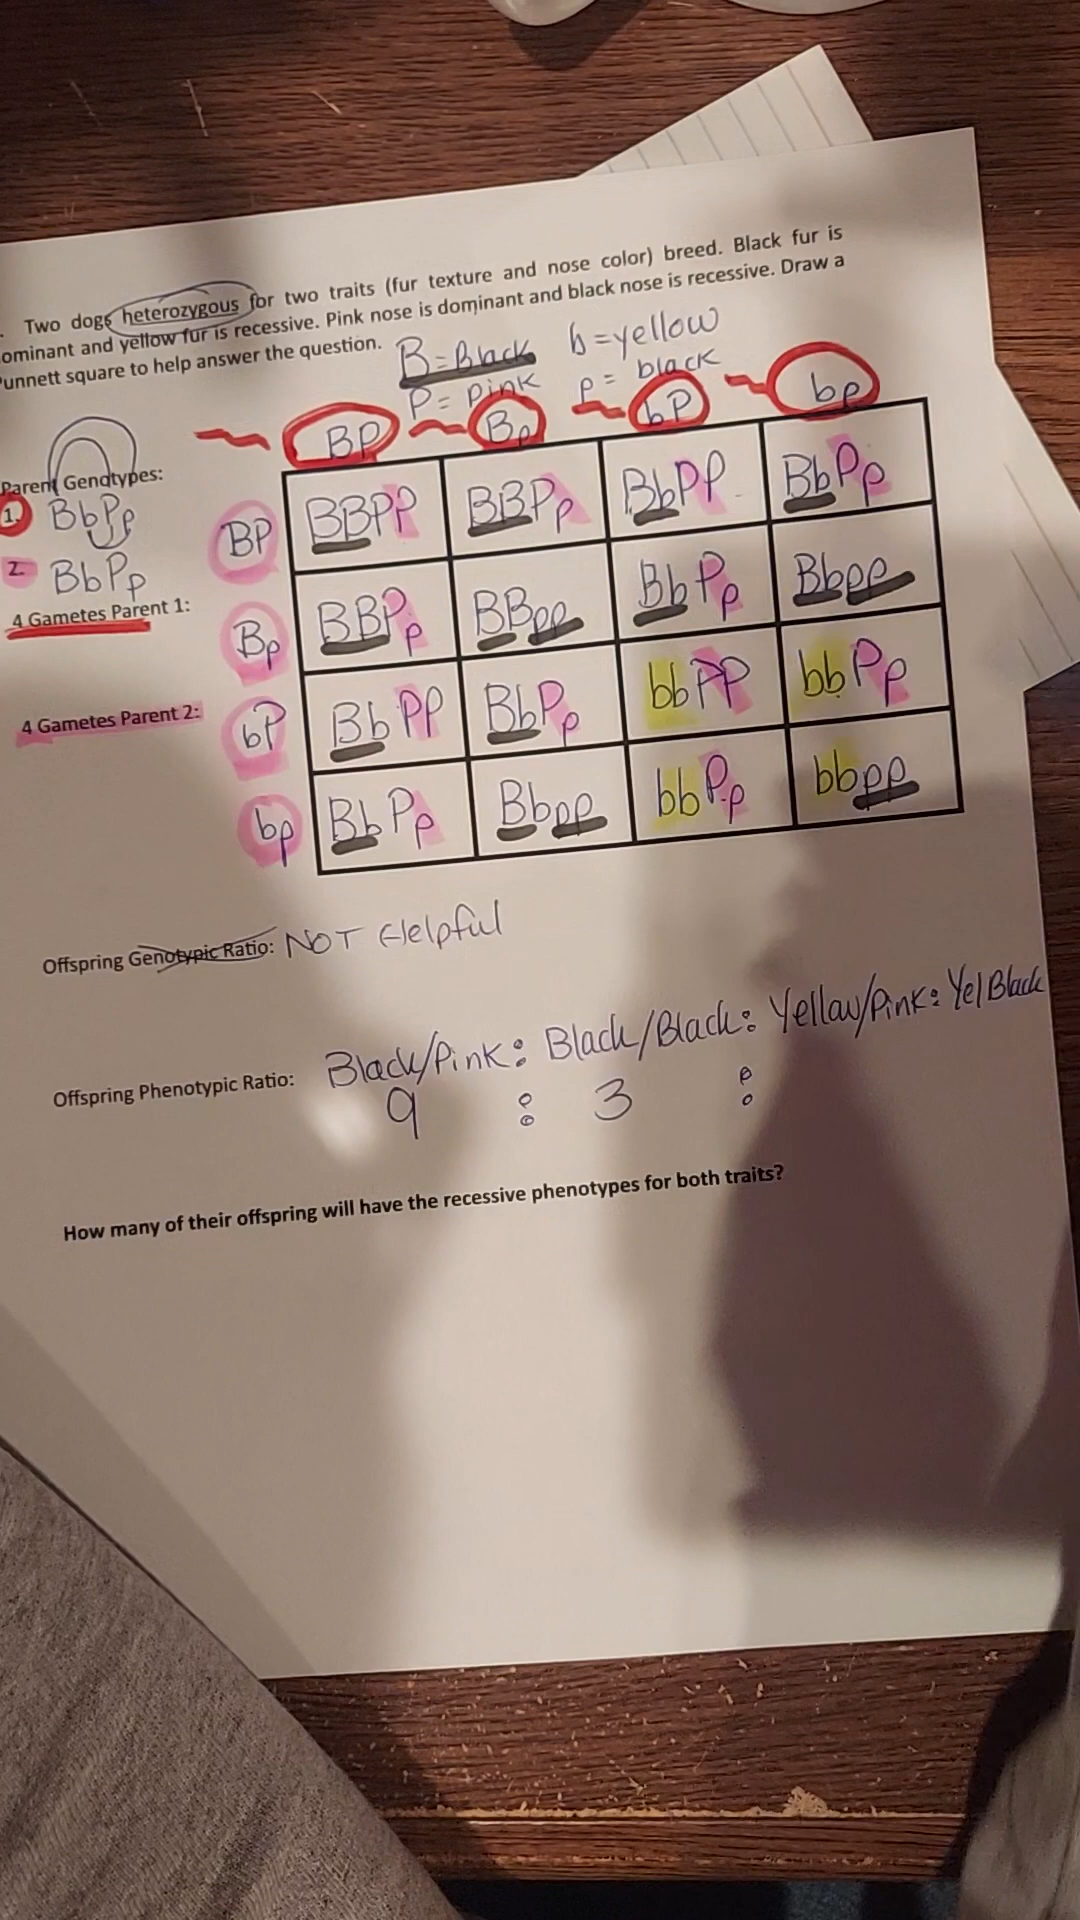 . Two dogs heterozygous for two traits (fur texture and nose color) breed. Black fur is
ominant and yellow fur is recessive. Pink nose is dominant and black nose is recessive. Draw a
unnett square to help answer the question.
B=Black b=yellow
P= Pink p= black
BP Bp bP bp
Parent Genotypes:
1. BbPp
2. BbPp
4 Gametes Parent 1:
4 Gametes Parent 2:
BP BBPP BBPp BbPP BbPp
Bp BBPp BBpp BbPp Bbpp
bP BbPP BbPp bbPP bbPp
bp BbPp Bbpp bbPp bbpp
Offspring Genotypic Ratio: NOT Helpful
Offspring Phenotypic Ratio: Black/Pink: Black/Black: Yellow/Pink: Yel Black
9 : 3 :
How many of their offspring will have the recessive phenotypes for both traits?